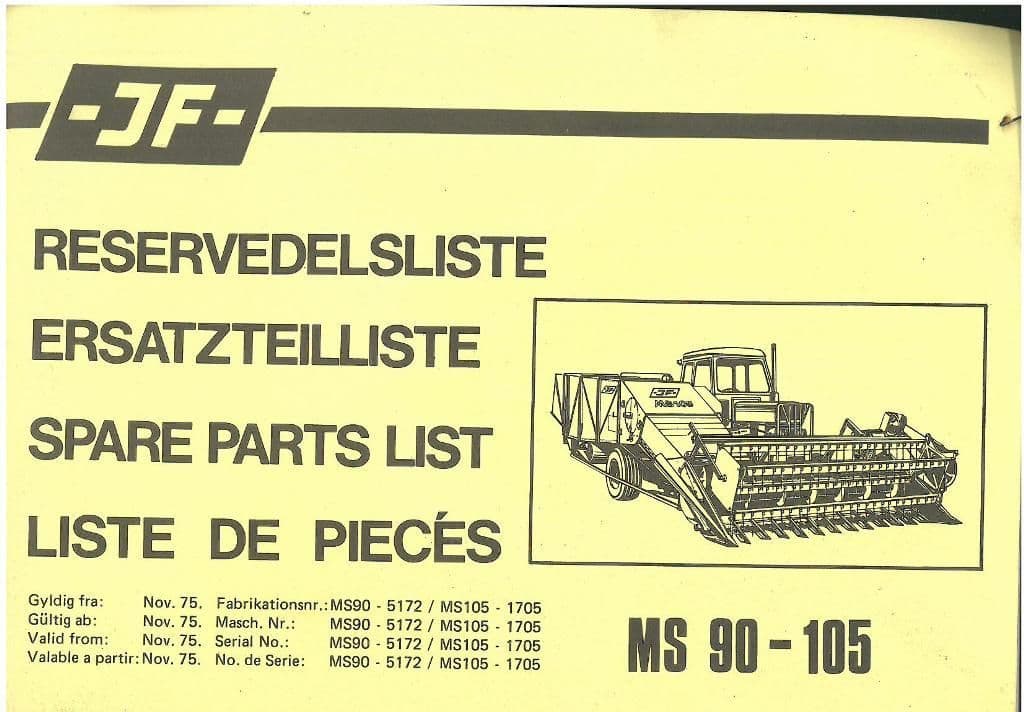 -JF-
RESERVEDELSLISTE
ERSATZTEILLISTE
SPARE PARTS LIST
LISTE DE PIECÉS
-JF-
Gyldig fra: Nov. 75. Fabrikationsnr.: MS90 - 5172 / MS105 - 1705
Gültig ab: Nov. 75. Masch. Nr.: MS90 - 5172 / MS105 - 1705
Valid from: Nov. 75. Serial No.: MS90 - 5172 / MS105 - 1705
Valable a partir: Nov. 75. No. de Serie: MS90 - 5172 / MS105 - 1705
MS 90 - 105